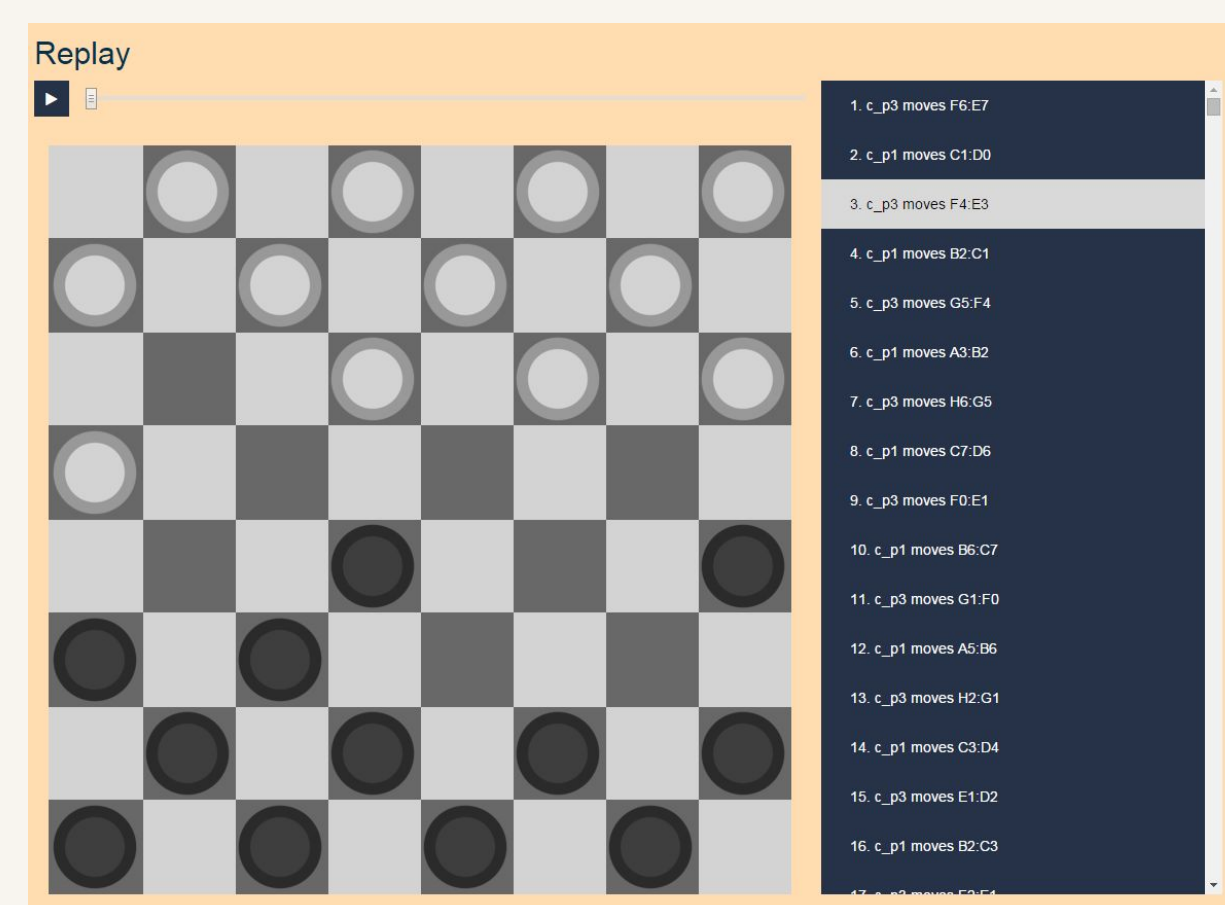 Replay
1. c_p3 moves F6:E7
2. c_p1 moves C1:D0
3. c_p3 moves F4:E3
4. c_p1 moves B2:C1
5. c_p3 moves G5:F4
6. c_p1 moves A3:B2
7. c_p3 moves H6:G5
8. c_p1 moves C7:D6
9. c_p3 moves F0:E1
10. c_p1 moves B6:C7
11. c_p3 moves G1:F0
12. c_p1 moves A5:B6
13. c_p3 moves H2:G1
14. c_p1 moves C3:D4
15. c_p3 moves E1:D2
16. c_p1 moves B2:C3
17. c_p3 moves